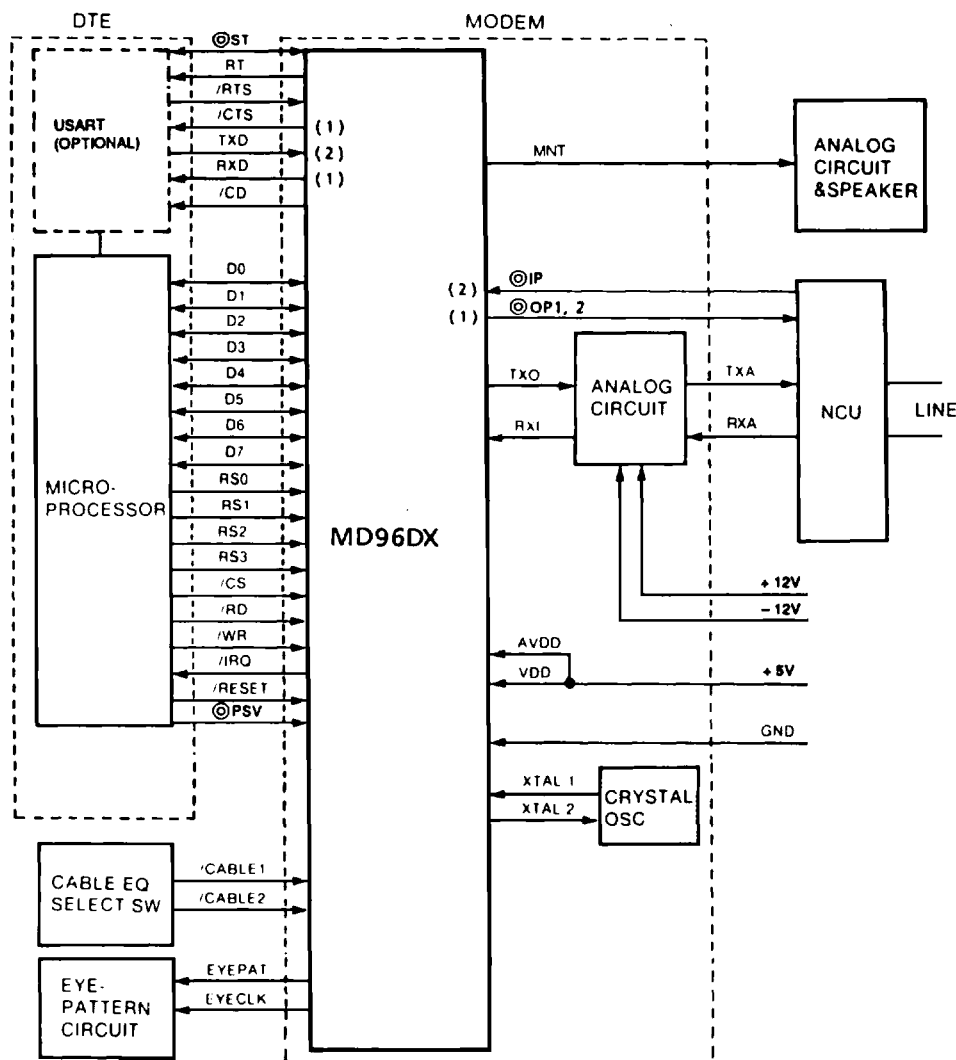 DTE
MODEM
◎ST
RT
/RTS
/CTS
(1)
TXD
(2)
RXD
(1)
/CD
USART
(OPTIONAL)
D0
D1
D2
D3
D4
D5
D6
D7
RS0
RS1
RS2
RS3
/CS
/RD
/WR
/IRQ
/RESET
◎PSV
MICRO-
PROCESSOR
MD96DX
MNT
ANALOG
CIRCUIT
&SPEAKER
(2)
◎IP
(1)
◎OP1, 2
TXO
RXI
ANALOG
CIRCUIT
TXA
RXA
NCU
LINE
+12V
-12V
AVDD
VDD
+5V
GND
XTAL 1
XTAL 2
CRYSTAL
OSC
CABLE EQ
SELECT SW
/CABLE1
/CABLE2
EYE-
PATTERN
CIRCUIT
EYEPAT
EYECLK